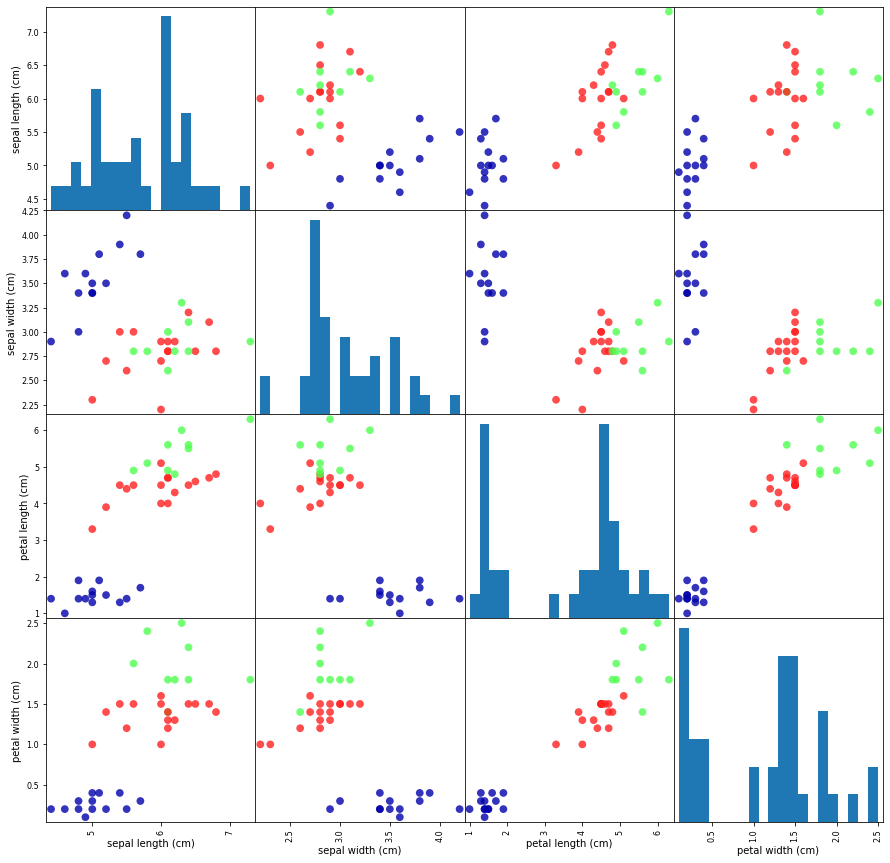 sepal length (cm)
7.0
6.5
6.0
5.5
5.0
4.5
sepal width (cm)
4.25
4.00
3.75
3.50
3.25
3.00
2.75
2.50
2.25
petal length (cm)
6
5
4
3
2
1
petal width (cm)
2.5
2.0
1.5
1.0
0.5
5 6 7
sepal length (cm)
2.5 3.0 3.5 4.0
sepal width (cm)
1 2 3 4 5 6
petal length (cm)
0.5 1.0 1.5 2.0 2.5
petal width (cm)